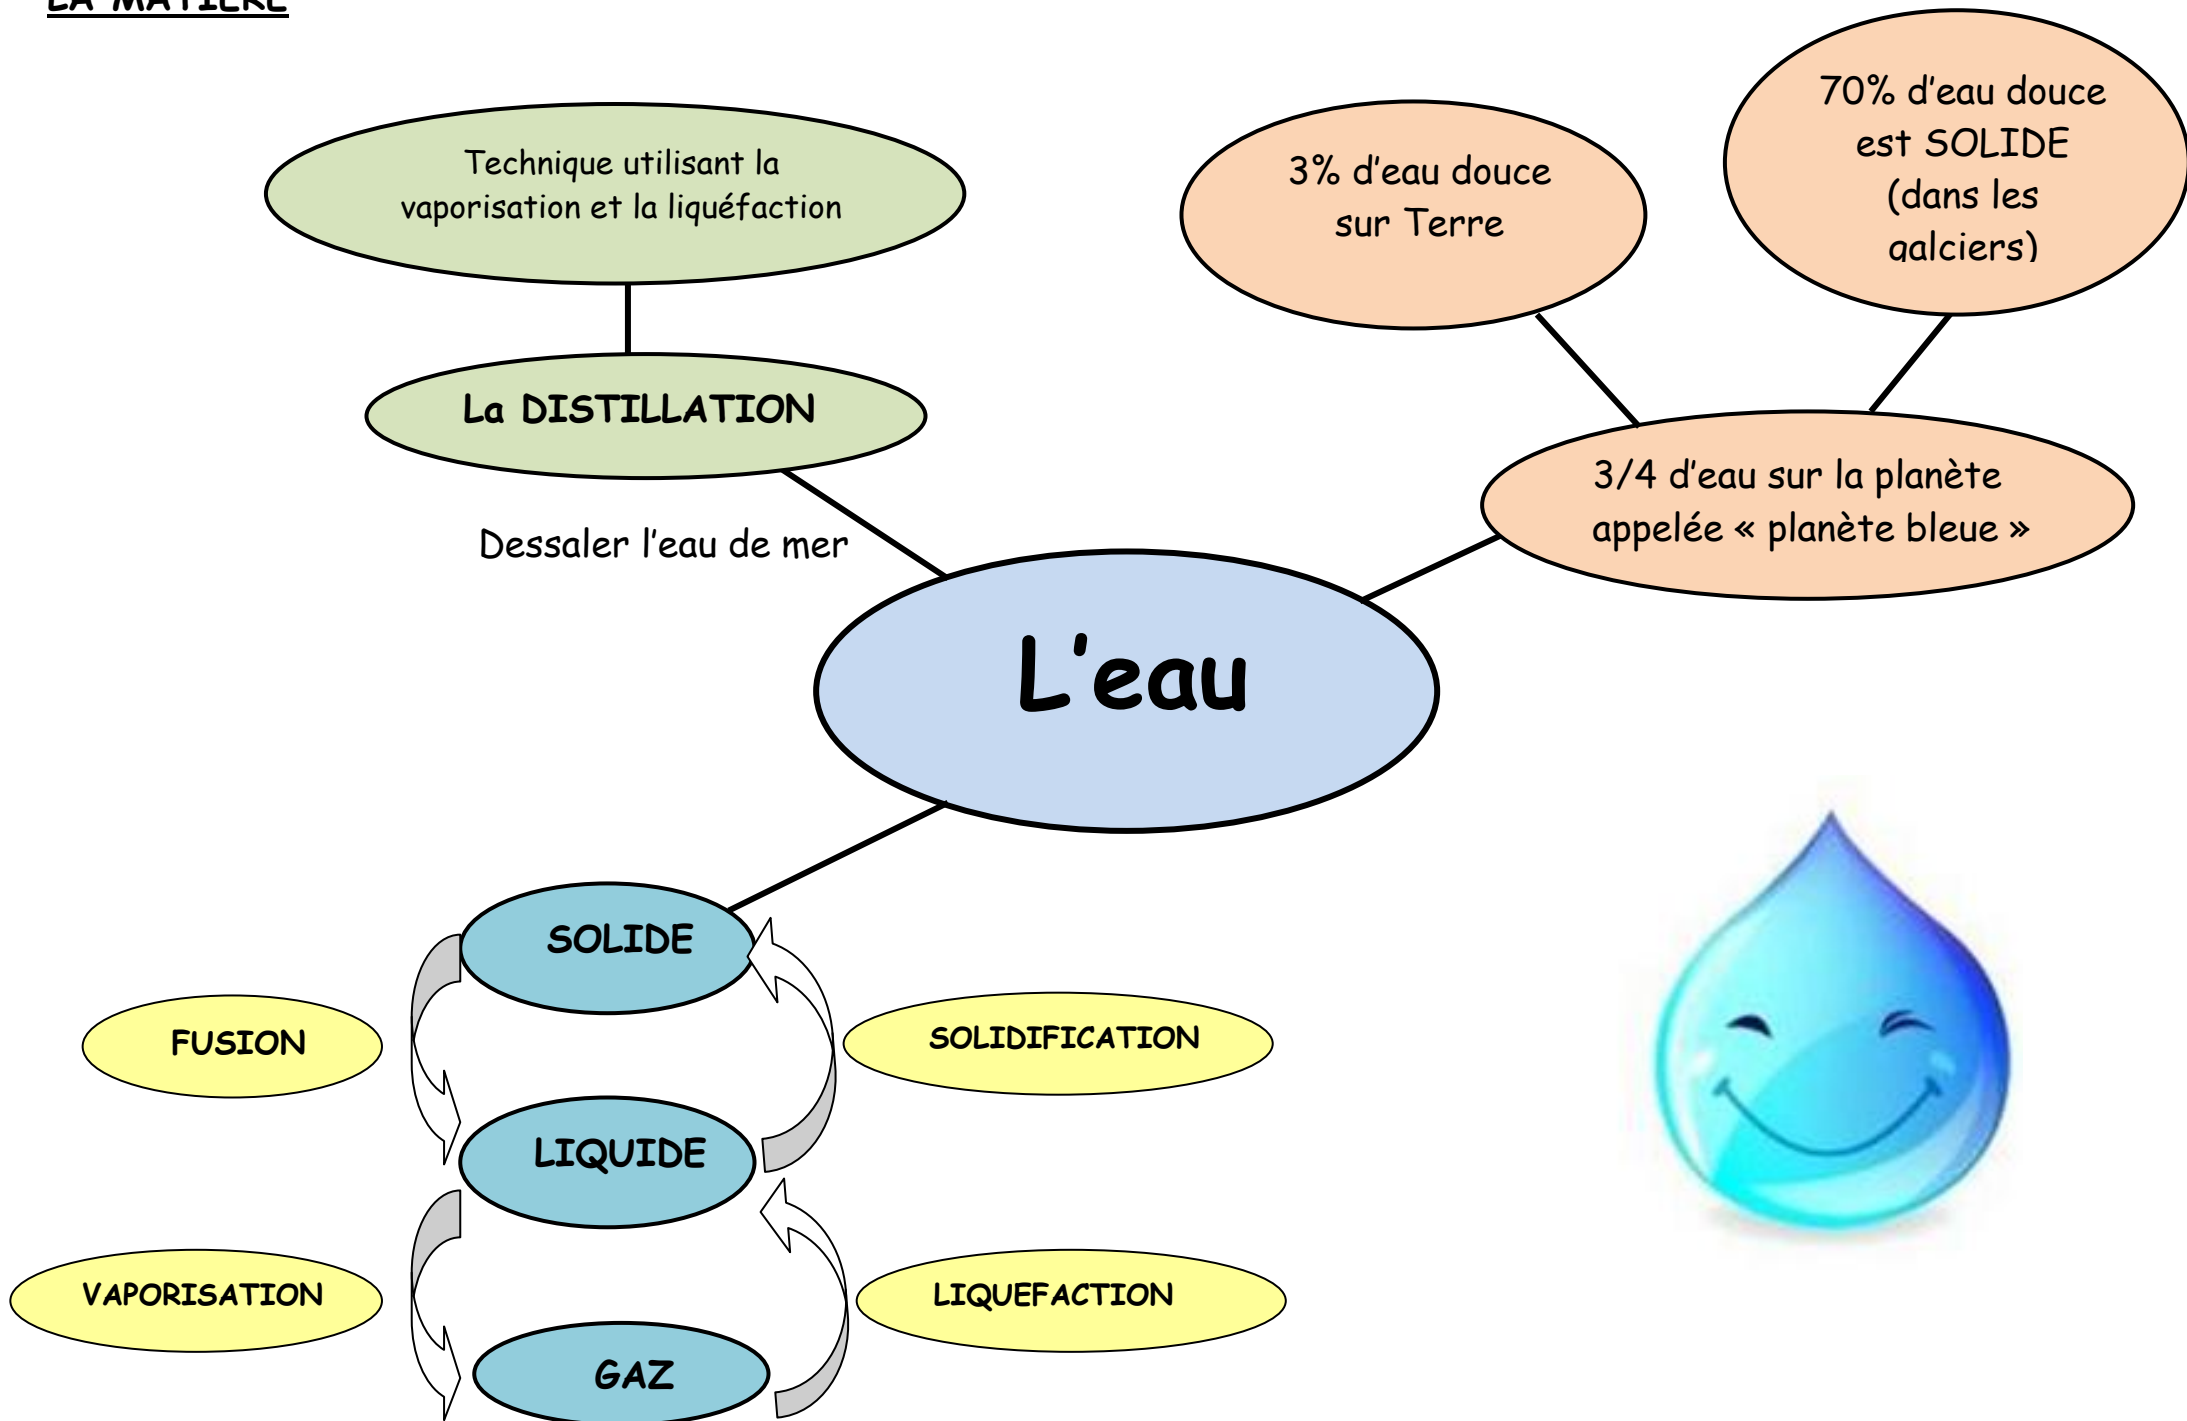 LA MATIERE
70% d'eau douce
est SOLIDE
(dans les
galciers)
3% d'eau douce
sur Terre
Technique utilisant la
vaporisation et la liquéfaction
La DISTILLATION
3/4 d'eau sur la planète
appelée « planète bleue »
Dessaler l'eau de mer
L'eau
SOLIDE
FUSION
SOLIDIFICATION
LIQUIDE
VAPORISATION
LIQUEFACTION
GAZ